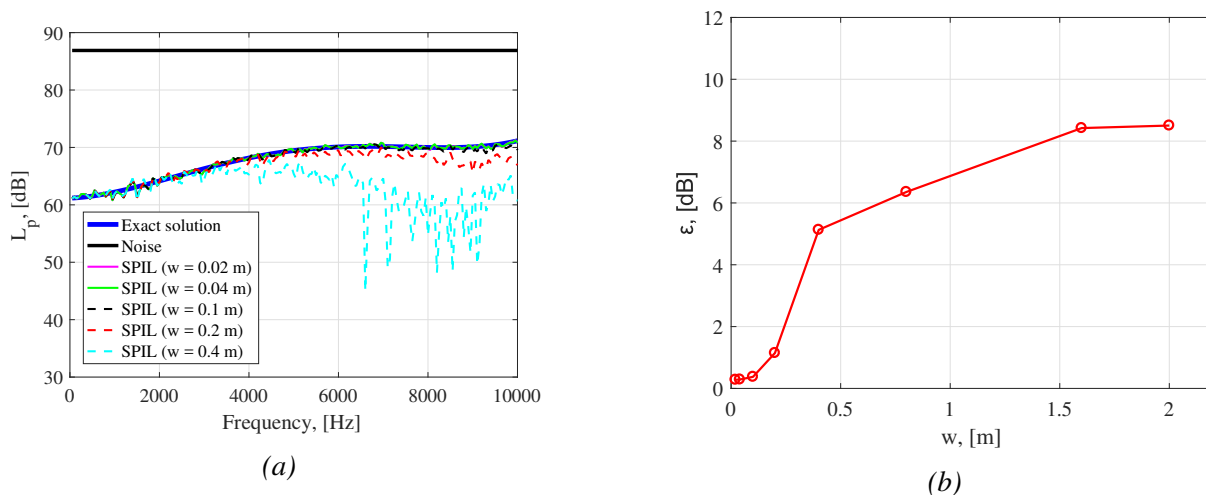 90
80
70
60
50
40
30
L_p, [dB]
Exact solution
Noise
SPIL (w = 0.02 m)
SPIL (w = 0.04 m)
SPIL (w = 0.1 m)
SPIL (w = 0.2 m)
SPIL (w = 0.4 m)
0 2000 4000 6000 8000 10000
Frequency, [Hz]
(a)
12
10
8
6
4
2
0
ε, [dB]
0 0.5 1 1.5 2
w, [m]
(b)